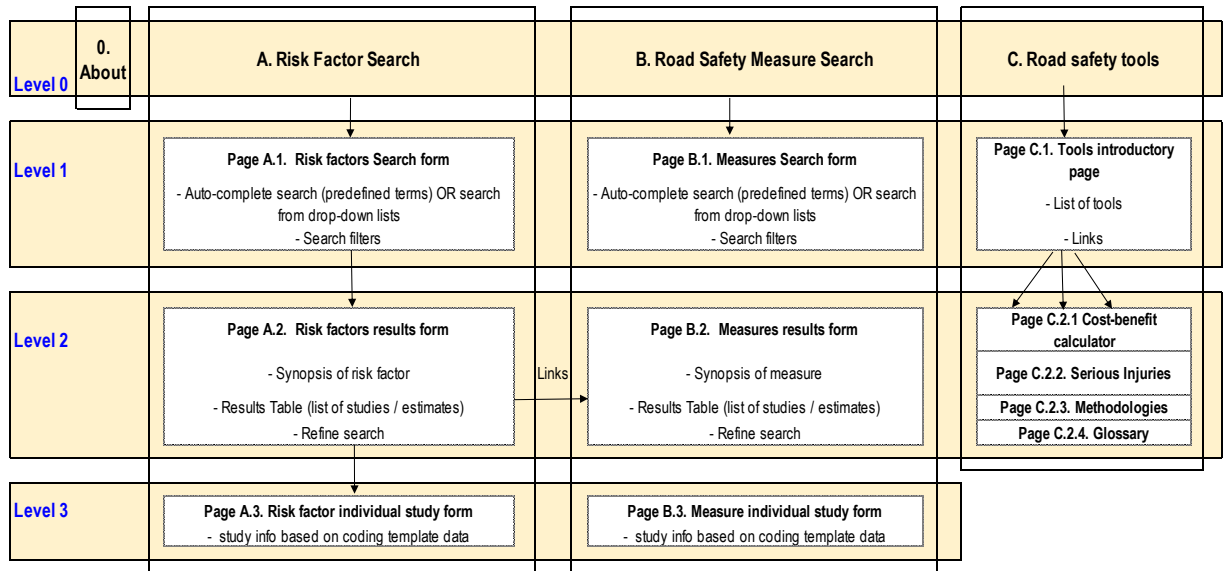 Level 0
0.
About
A. Risk Factor Search
B. Road Safety Measure Search
C. Road safety tools
Level 1
Page A.1.  Risk factors Search form
- Auto-complete search (predefined terms) OR search
from drop-down lists
- Search filters
Page B.1.  Measures Search form
- Auto-complete search (predefined terms) OR search
from drop-down lists
- Search filters
Page C.1. Tools introductory
page
- List of tools
- Links
Level 2
Page A.2.  Risk factors results form
- Synopsis of risk factor
- Results Table (list of studies / estimates)
- Refine search
Links
Page B.2.  Measures results form
- Synopsis of measure
- Results Table (list of studies / estimates)
- Refine search
Page C.2.1 Cost-benefit
calculator
Page C.2.2. Serious Injuries
Page C.2.3. Methodologies
Page C.2.4. Glossary
Level 3
Page A.3. Risk factor individual study form
-  study info based on coding template data
Page B.3. Measure individual study form
-  study info based on coding template data